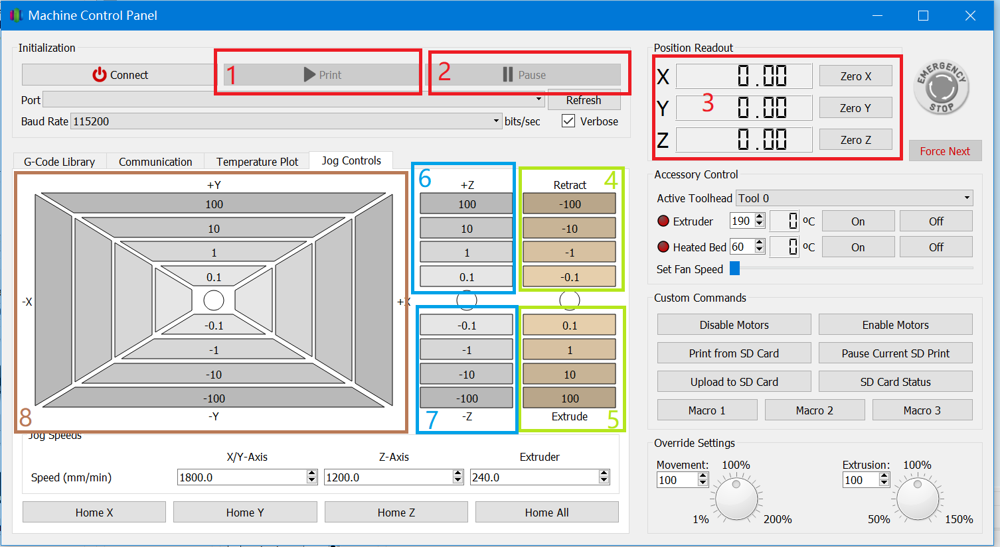 Machine Control Panel
Initialization
Connect
1
Print
2
Pause
Port
Refresh
Baud Rate 115200
bits/sec
Verbose
Position Readout
X 0.00 Zero X
Y 0.00 3 Zero Y
Z 0.00 Zero Z
EMERGENCY STOP
Force Next
G-Code Library
Communication
Temperature Plot
Jog Controls
+Y
100
10
1
0.1
-X
+X
-0.1
-1
-10
-100
-Y
8
6
+Z
100
10
1
0.1
-0.1
-1
-10
-100
7
-Z
Retract
4
-100
-10
-1
-0.1
0.1
1
10
100
Extrude
5
Jog Speeds
X/Y-Axis
Z-Axis
Extruder
Speed (mm/min)
1800.0
1200.0
240.0
Home X
Home Y
Home Z
Home All
Accessory Control
Active Toolhead Tool 0
Extruder 190 0 ºC On Off
Heated Bed 60 0 ºC On Off
Set Fan Speed
Custom Commands
Disable Motors
Enable Motors
Print from SD Card
Pause Current SD Print
Upload to SD Card
SD Card Status
Macro 1
Macro 2
Macro 3
Override Settings
Movement: 100%
100
1% 200%
Extrusion: 100%
100
50% 150%